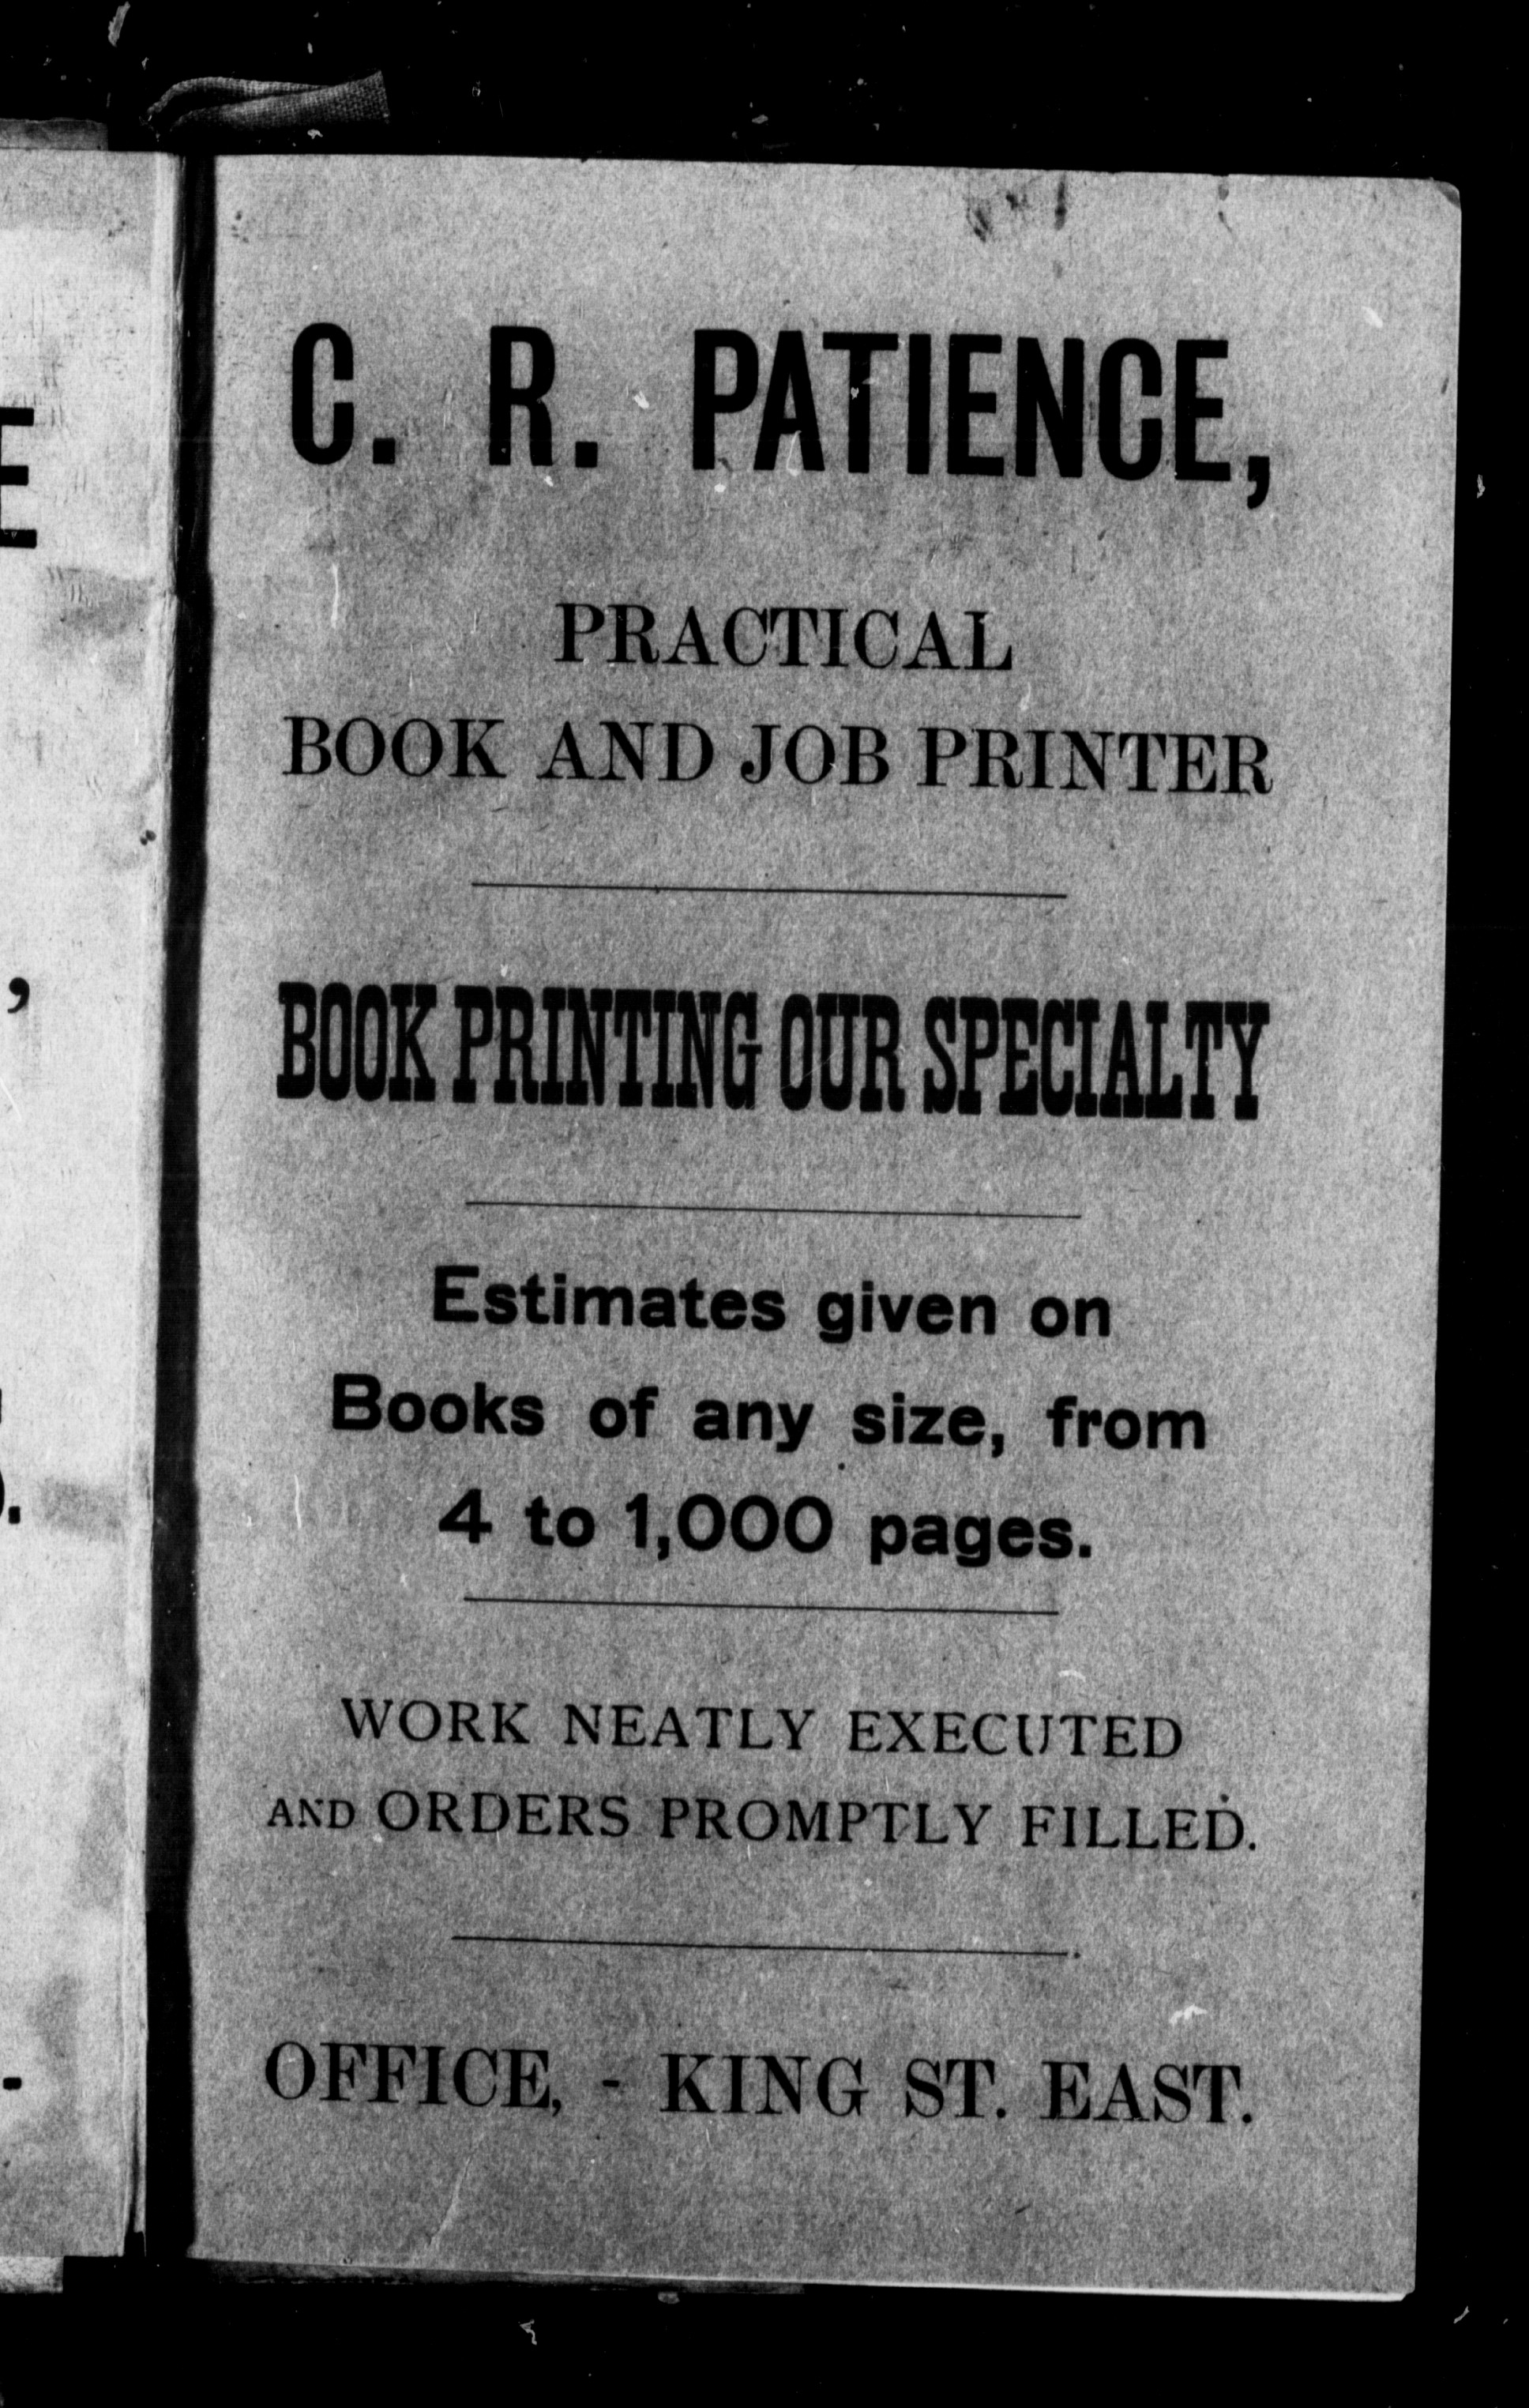 C. R. PATIENCE,
PRACTICAL
BOOK AND JOB PRINTER
BOOK PRINTING OUR SPECIALTY
Estimates given on
Books of any size, from
4 to 1,000 pages.
WORK NEATLY EXECUTED
AND ORDERS PROMPTLY FILLED.
OFFICE, - KING ST. EAST.